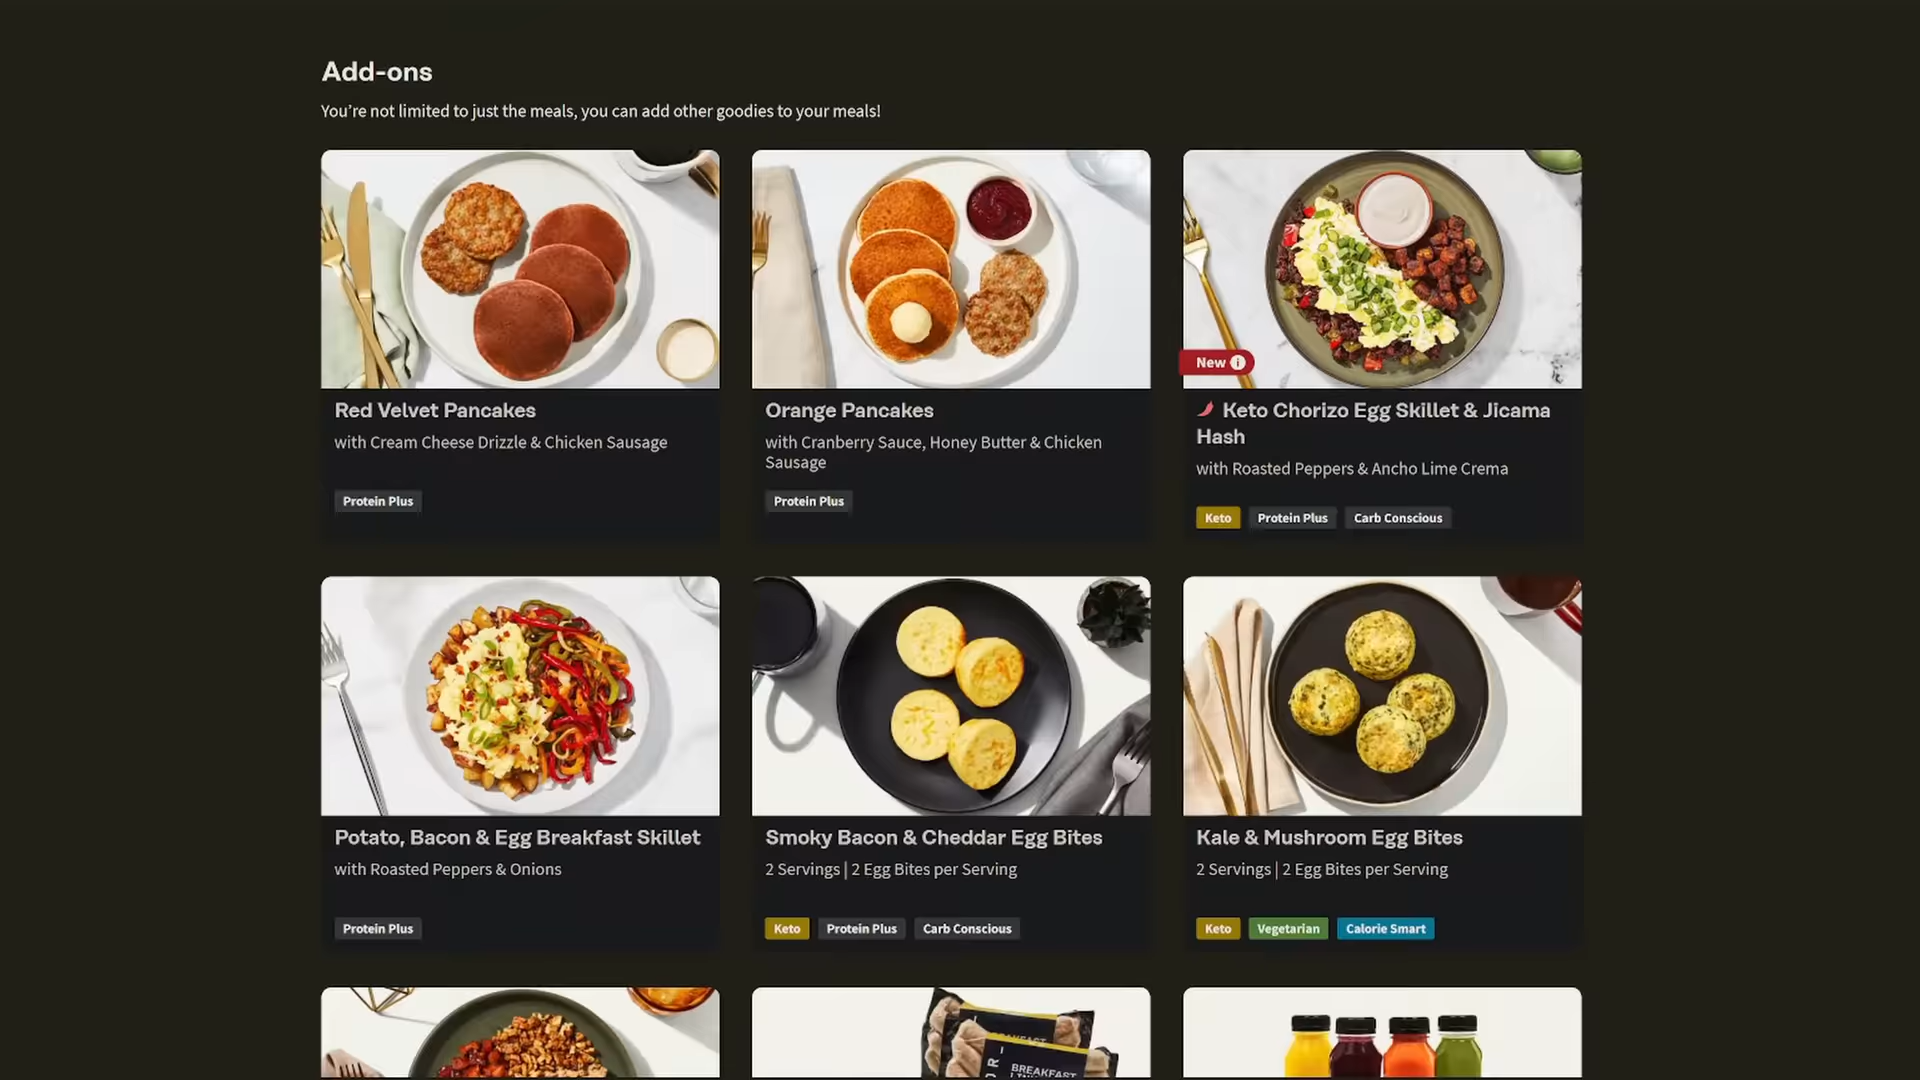 Add-ons
You're not limited to just the meals, you can add other goodies to your meals!
Red Velvet Pancakes
with Cream Cheese Drizzle & Chicken Sausage
Protein Plus
Orange Pancakes
with Cranberry Sauce, Honey Butter & Chicken
Sausage
Protein Plus
New
Keto Chorizo Egg Skillet & Jicama
Hash
with Roasted Peppers & Ancho Lime Crema
Keto Protein Plus Carb Conscious
Potato, Bacon & Egg Breakfast Skillet
with Roasted Peppers & Onions
Protein Plus
Smoky Bacon & Cheddar Egg Bites
2 Servings | 2 Egg Bites per Serving
Keto Protein Plus Carb Conscious
Kale & Mushroom Egg Bites
2 Servings | 2 Egg Bites per Serving
Keto Vegetarian Calorie Smart
BREAKFAST